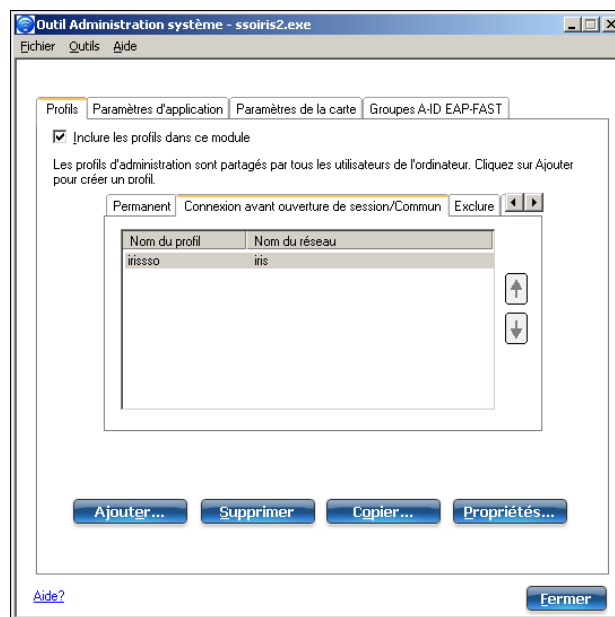 Outil Administration système - ssoiris2.exe
Fichier Outils Aide
Profils Paramètres d'application Paramètres de la carte Groupes A-ID EAP-FAST
Inclure les profils dans ce module
Les profils d'administration sont partagés par tous les utilisateurs de l'ordinateur. Cliquez sur Ajouter
pour créer un profil.
Permanent Connexion avant ouverture de session/Commun Exclure
Nom du profil Nom du réseau
irissso iris
Ajouter... Supprimer Copier... Propriétés...
Aide? Fermer